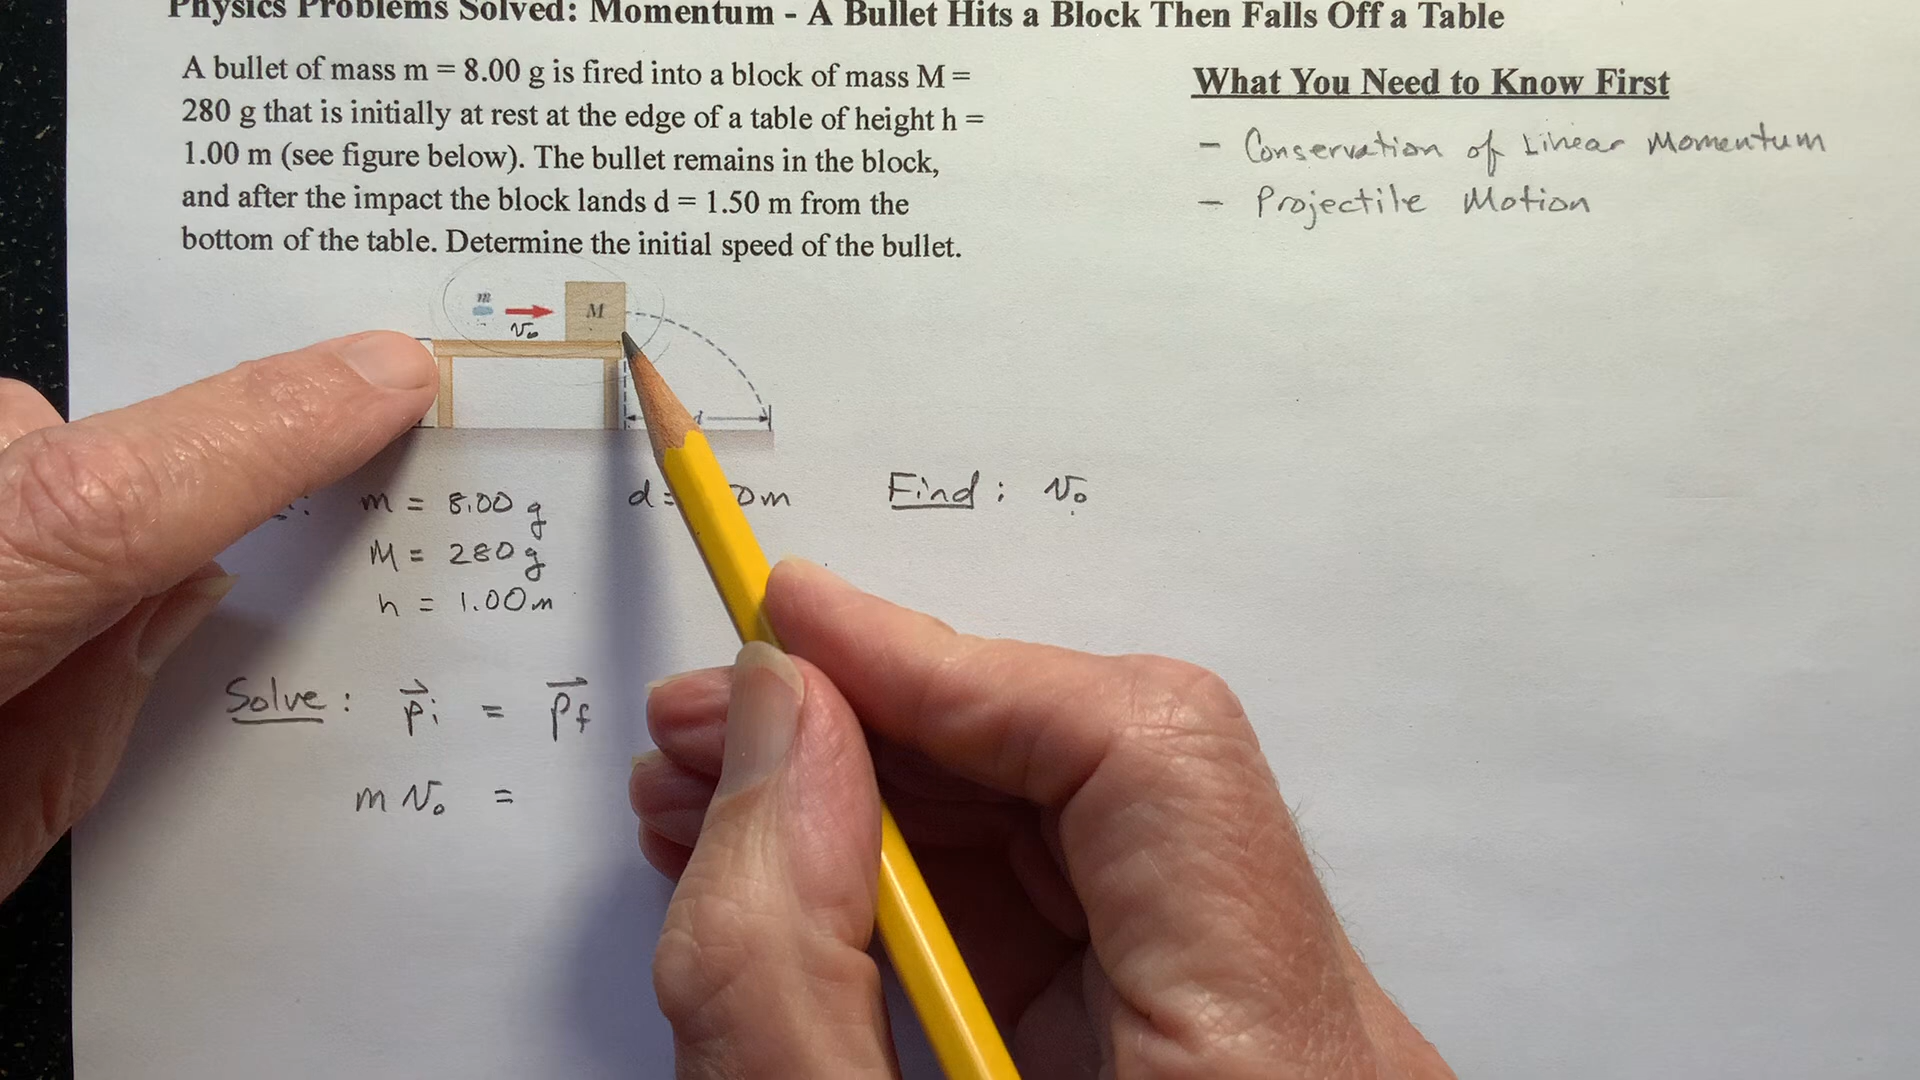 Physics Problems Solved: Momentum - A Bullet Hits a Block Then Falls Off a Table
A bullet of mass m = 8.00 g is fired into a block of mass M =
280 g that is initially at rest at the edge of a table of height h =
1.00 m (see figure below). The bullet remains in the block,
and after the impact the block lands d = 1.50 m from the
bottom of the table. Determine the initial speed of the bullet.
What You Need to Know First
- Conservation of Linear Momentum
- Projectile Motion
m
v₀
M
d
m = 8.00 g
M = 280 g
h = 1.00 m
d = 0m
Find: v₀
Solve: p⃗i = p⃗f
m v₀ =